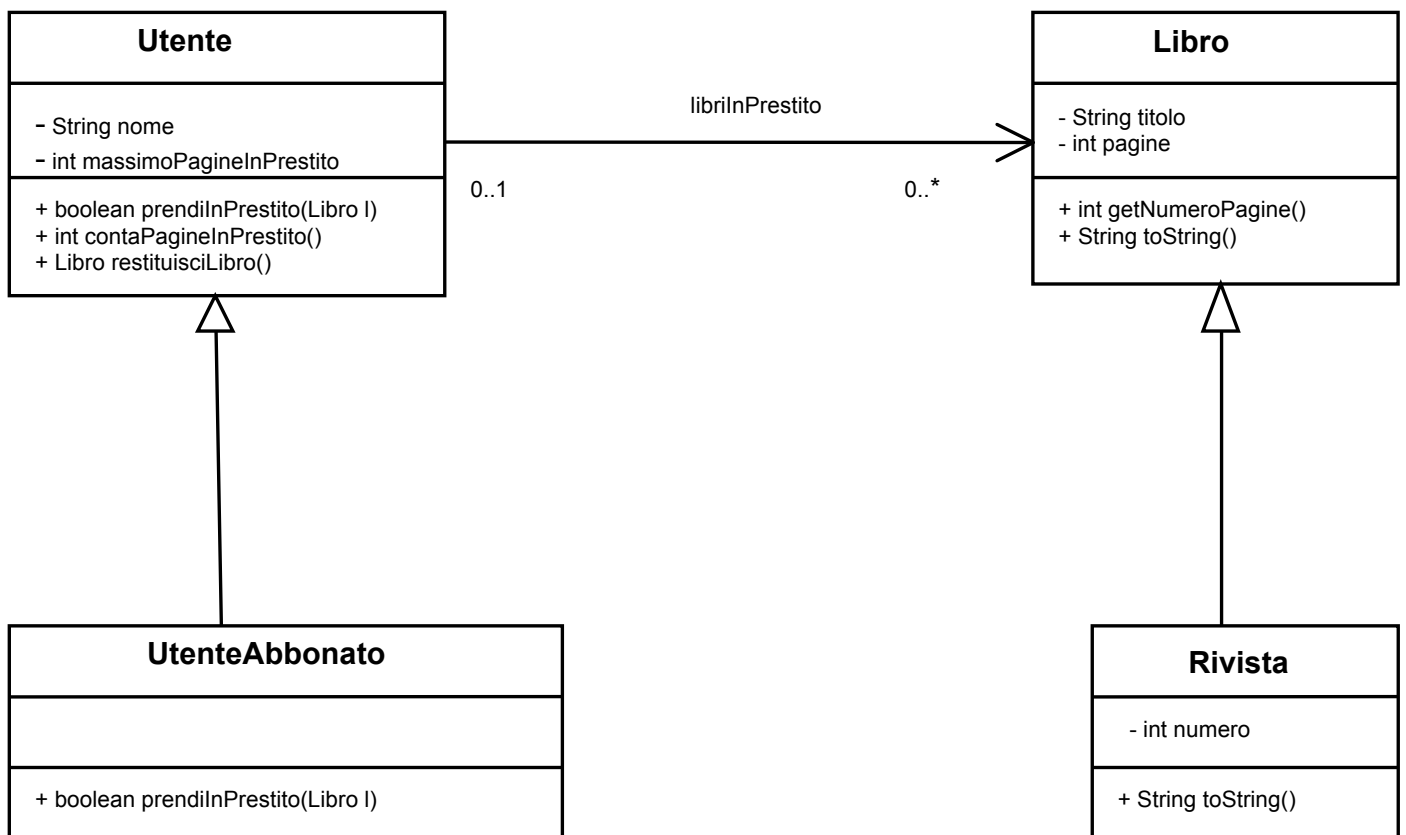 Utente
- String nome
- int massimoPagineInPrestito
+ boolean prendiInPrestito(Libro l)
+ int contaPagineInPrestito()
+ Libro restituisciLibro()
libriInPrestito
0..1
0..*
Libro
- String titolo
- int pagine
+ int getNumeroPagine()
+ String toString()
UtenteAbbonato
+ boolean prendiInPrestito(Libro l)
Rivista
- int numero
+ String toString()